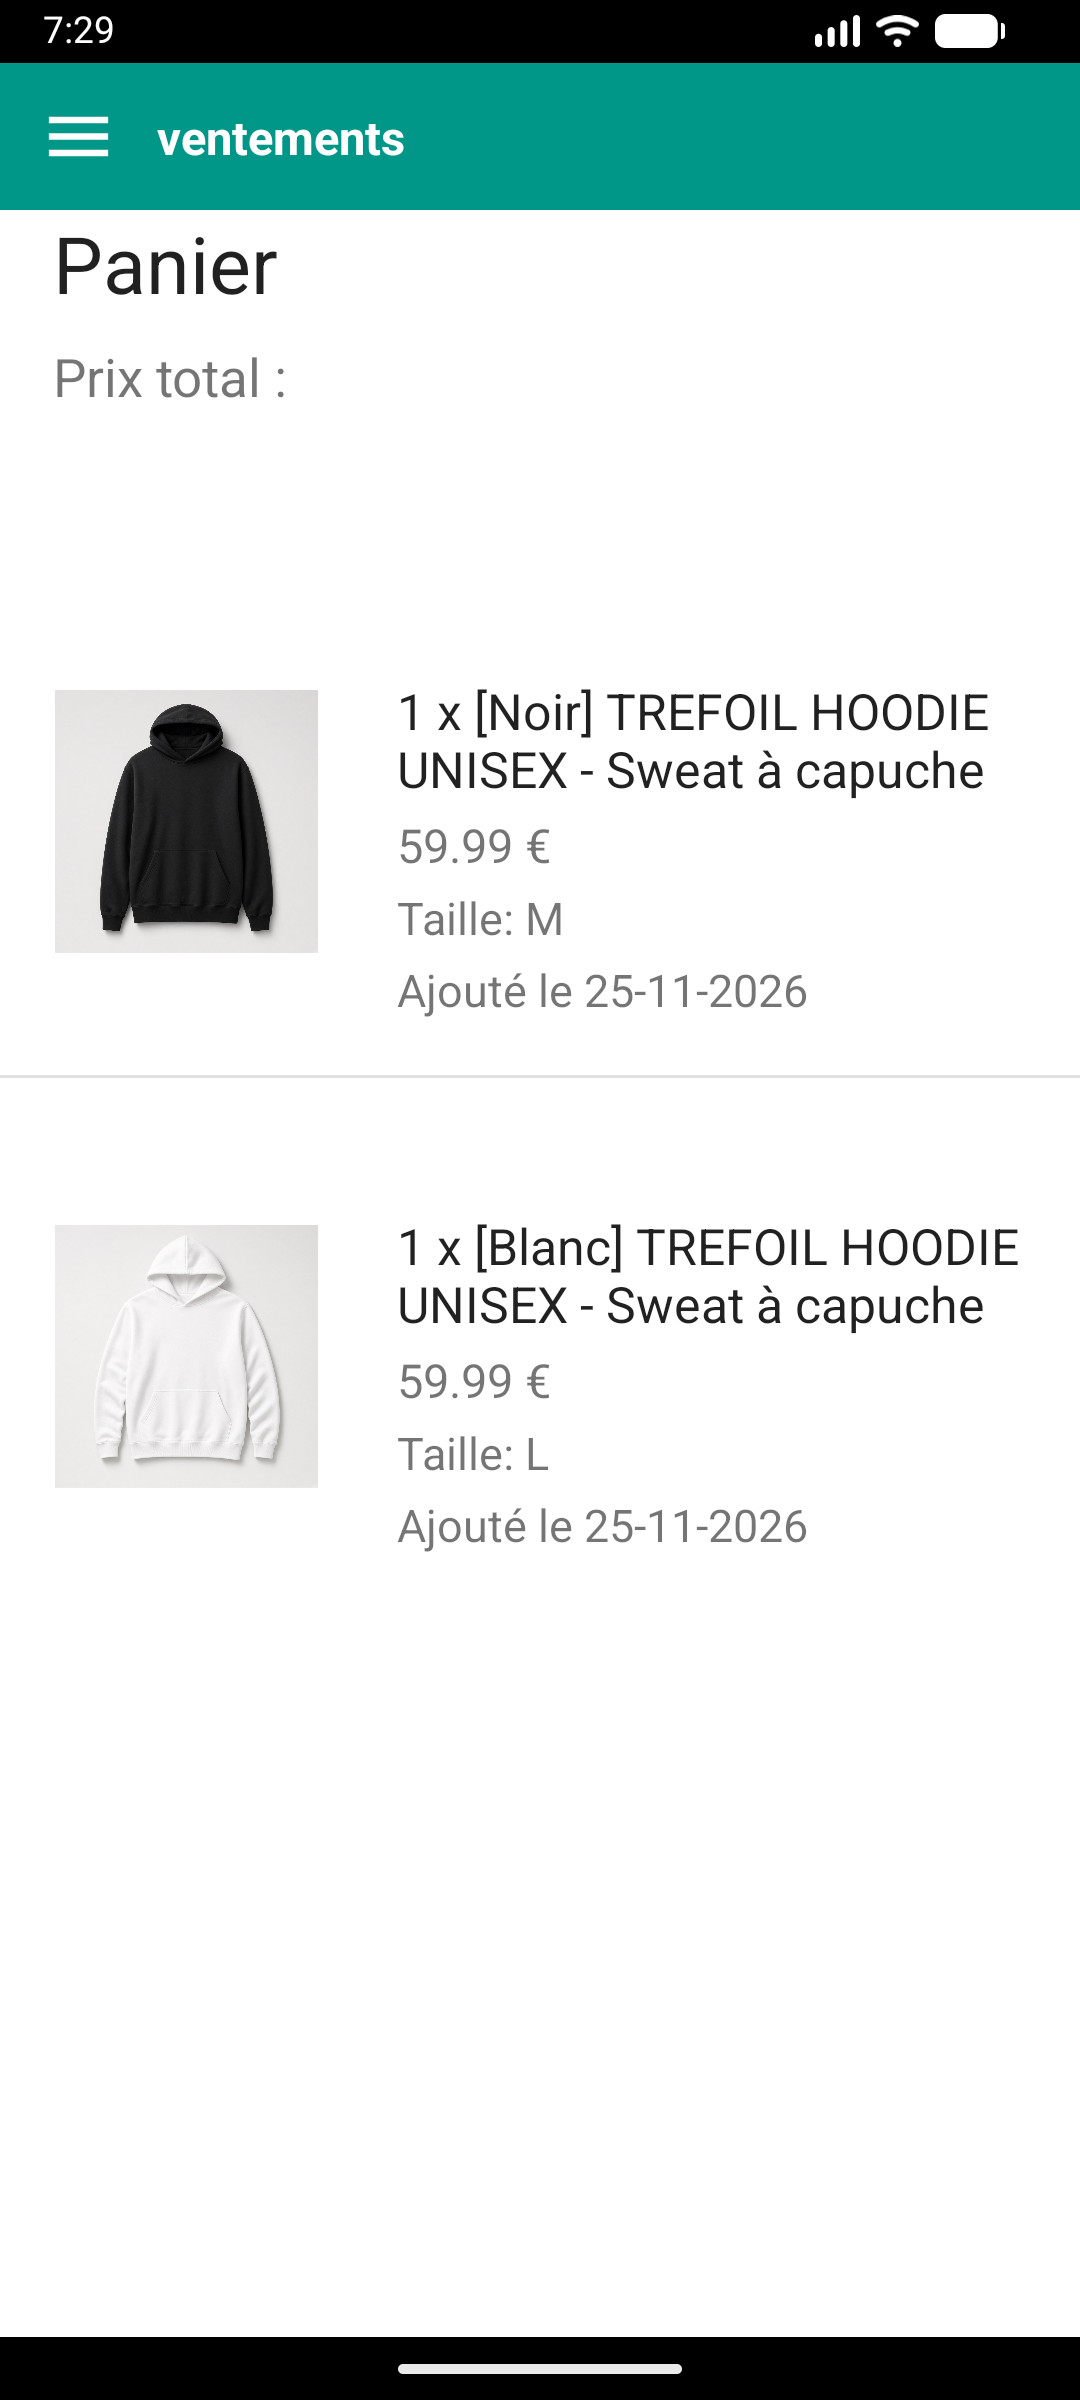 7:29
ventements
Panier
Prix total :
1 x [Noir] TREFOIL HOODIE
UNISEX - Sweat à capuche
59.99 €
Taille: M
Ajouté le 25-11-2026
1 x [Blanc] TREFOIL HOODIE
UNISEX - Sweat à capuche
59.99 €
Taille: L
Ajouté le 25-11-2026